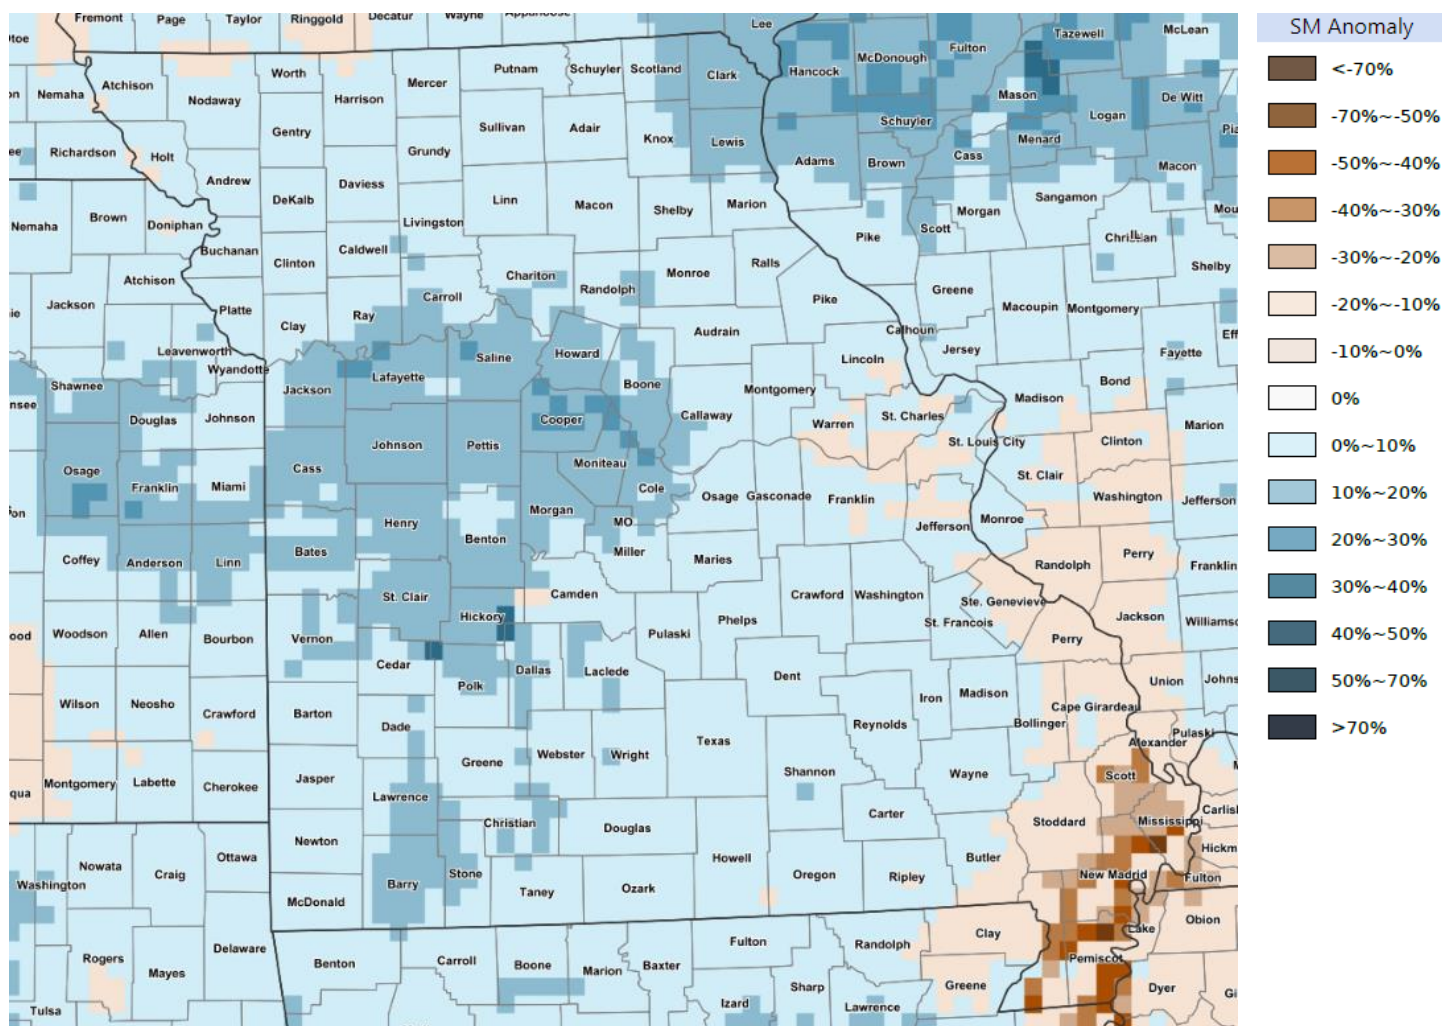 Fremont
Page
Taylor
Ringgold
Decatur
Wayne
Appanoose
Lee
Tazewell
McLean
SM Anomaly
<-70%
-70%~-50%
-50%~-40%
-40%~-30%
-30%~-20%
-20%~-10%
-10%~0%
0%
0%~10%
10%~20%
20%~30%
30%~40%
40%~50%
50%~70%
>70%
Otoe
Nemaha
Atchison
Nodaway
Worth
Harrison
Mercer
Putnam
Schuyler
Scotland
Clark
Hancock
McDonough
Fulton
Mason
De Witt
Logan
Richardson
Holt
Gentry
Grundy
Sullivan
Adair
Knox
Lewis
Adams
Schuyler
Brown
Cass
Menard
Macon
Andrew
DeKalb
Daviess
Livingston
Linn
Macon
Shelby
Marion
Sangamon
Morgan
Scott
Pike
Christian
IL
Shelby
Nemaha
Brown
Doniphan
Buchanan
Clinton
Caldwell
Chariton
Randolph
Monroe
Ralls
Pike
Greene
Macoupin
Montgomery
Atchison
Jackson
Platte
Clay
Ray
Carroll
Audrain
Calhoun
Jersey
Fayette
Leavenworth
Wyandotte
Saline
Howard
Boone
Lincoln
Bond
Madison
Shawnee
Jackson
Lafayette
Montgomery
Douglas
Johnson
Cooper
Callaway
Warren
St. Charles
St. Louis City
Clinton
Marion
Johnson
Pettis
Moniteau
Cole
Osage
Gasconade
Franklin
St. Clair
Washington
Jefferson
Osage
Franklin
Miami
Cass
Henry
Morgan
MO
Miller
Maries
Jefferson
Monroe
Coffey
Anderson
Linn
Bates
Benton
Randolph
Perry
Franklin
St. Clair
Camden
Crawford
Washington
Ste. Genevieve
Jackson
Williamson
Woodson
Allen
Bourbon
Vernon
Hickory
Pulaski
Phelps
St. Francois
Perry
Cedar
Polk
Dallas
Laclede
Dent
Iron
Madison
Union
Wilson
Neosho
Crawford
Barton
Dade
Texas
Reynolds
Bollinger
Cape Girardeau
Alexander
Pulaski
Montgomery
Labette
Cherokee
Jasper
Greene
Webster
Wright
Shannon
Wayne
Scott
Lawrence
Christian
Douglas
Carter
Stoddard
Mississippi
Newton
Ottawa
Nowata
Craig
Washington
McDonald
Barry
Stone
Taney
Ozark
Howell
Oregon
Ripley
Butler
New Madrid
Fulton
Obion
Lake
Delaware
Rogers
Mayes
Tulsa
Benton
Carroll
Boone
Marion
Baxter
Fulton
Randolph
Clay
Pemiscot
Sharp
Izard
Lawrence
Greene
Dyer